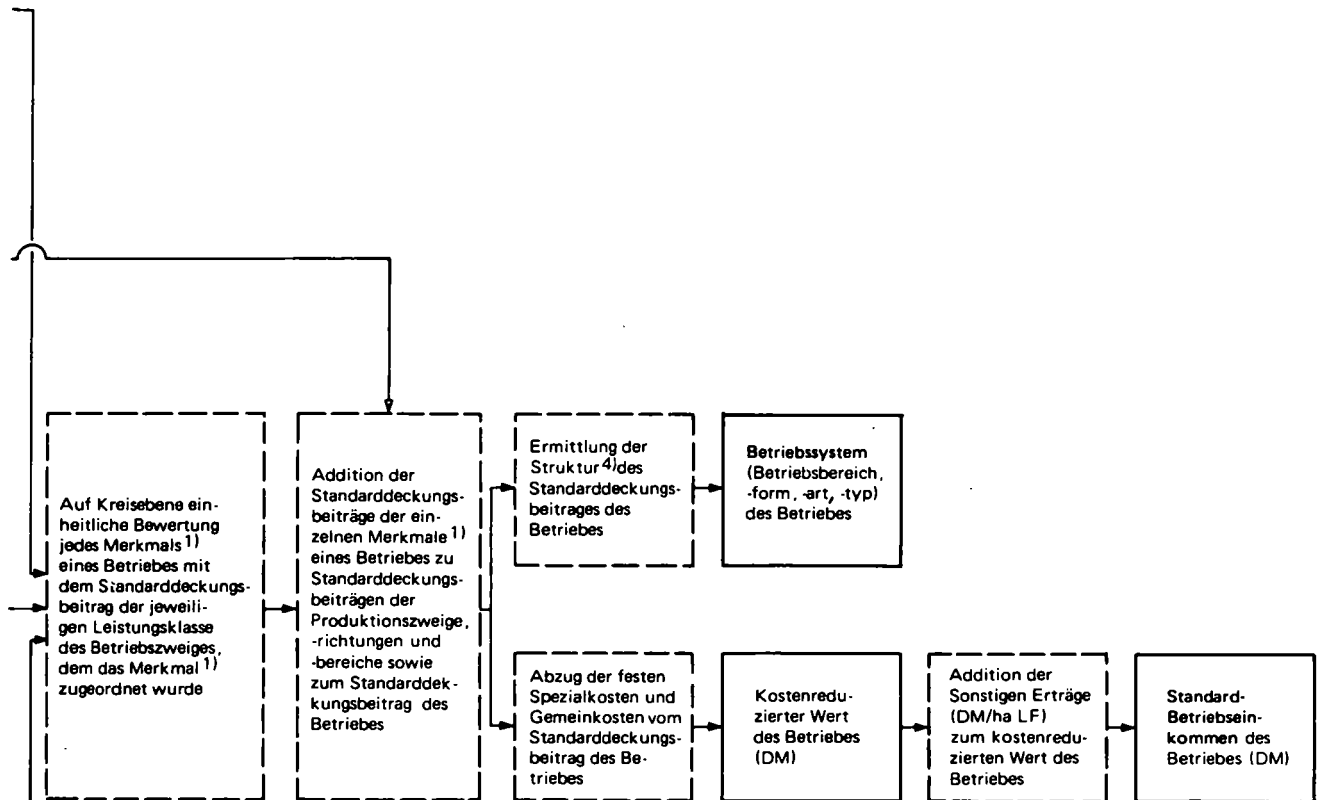 Auf Kreisebene ein-
heitliche Bewertung
jedes Merkmals 1)
eines Betriebes mit
dem Standarddeckungs-
beitrag der jeweili-
gen Leistungsklasse
des Betriebszweiges,
dem das Merkmal 1)
zugeordnet wurde
Addition der
Standarddeckungs-
beiträge der ein-
zelnen Merkmale 1)
eines Betriebes zu
Standarddeckungs-
beiträgen der
Produktionszweige,
-richtungen und
-bereiche sowie
zum Standarddek-
kungsbeitrag des
Betriebes
Ermittlung der
Struktur 4) des
Standarddeckungs-
beitrages des
Betriebes
Betriebssystem
(Betriebsbereich,
-form, -art, -typ)
des Betriebes
Abzug der festen
Spezialkosten und
Gemeinkosten vom
Standarddeckungs-
beitrag des Be-
triebes
Kostenredu-
zierter Wert
des Betriebes
(DM)
Addition der
Sonstigen Erträge
(DM/ha LF)
zum kostenredu-
zierten Wert des
Betriebes
Standard-
Betriebsein-
kommen des
Betriebes (DM)